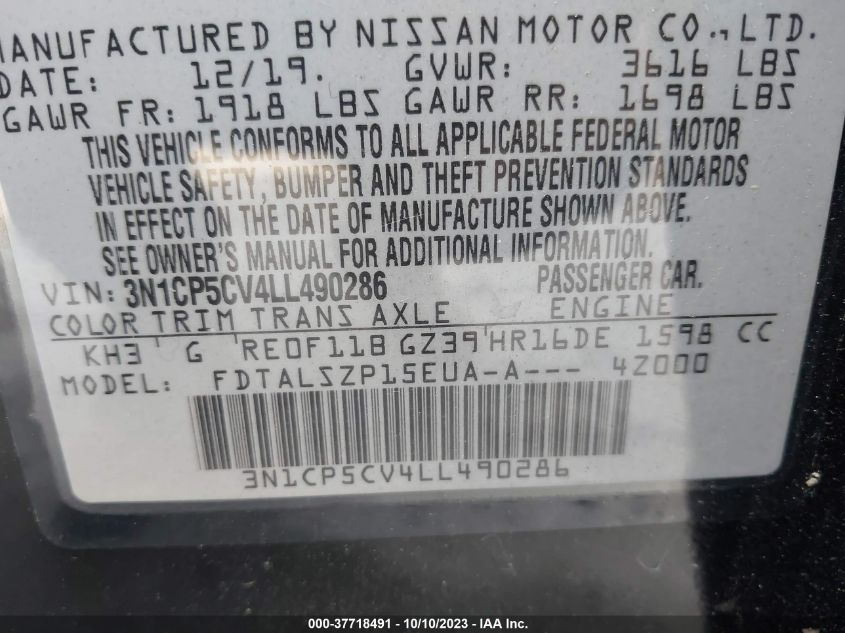 MANUFACTURED BY NISSAN MOTOR CO., LTD.
DATE: 12/19. GVWR: 3616 LBS
GAWR FR: 1918 LBS GAWR RR: 1698 LBS
THIS VEHICLE CONFORMS TO ALL APPLICABLE FEDERAL MOTOR
VEHICLE SAFETY, BUMPER AND THEFT PREVENTION STANDARDS
IN EFFECT ON THE DATE OF MANUFACTURE SHOWN ABOVE.
SEE OWNER'S MANUAL FOR ADDITIONAL INFORMATION.
VIN: 3N1CP5CV4LL490286 PASSENGER CAR.
COLOR TRIM TRANS AXLE ENGINE
KH3 G RE0F11B GZ39 HR16DE 1598 CC
MODEL: FDTALSZP15EUA-A--- 4Z000
3N1CP5CV4LL490286
000-37718491 - 10/10/2023 - IAA Inc.